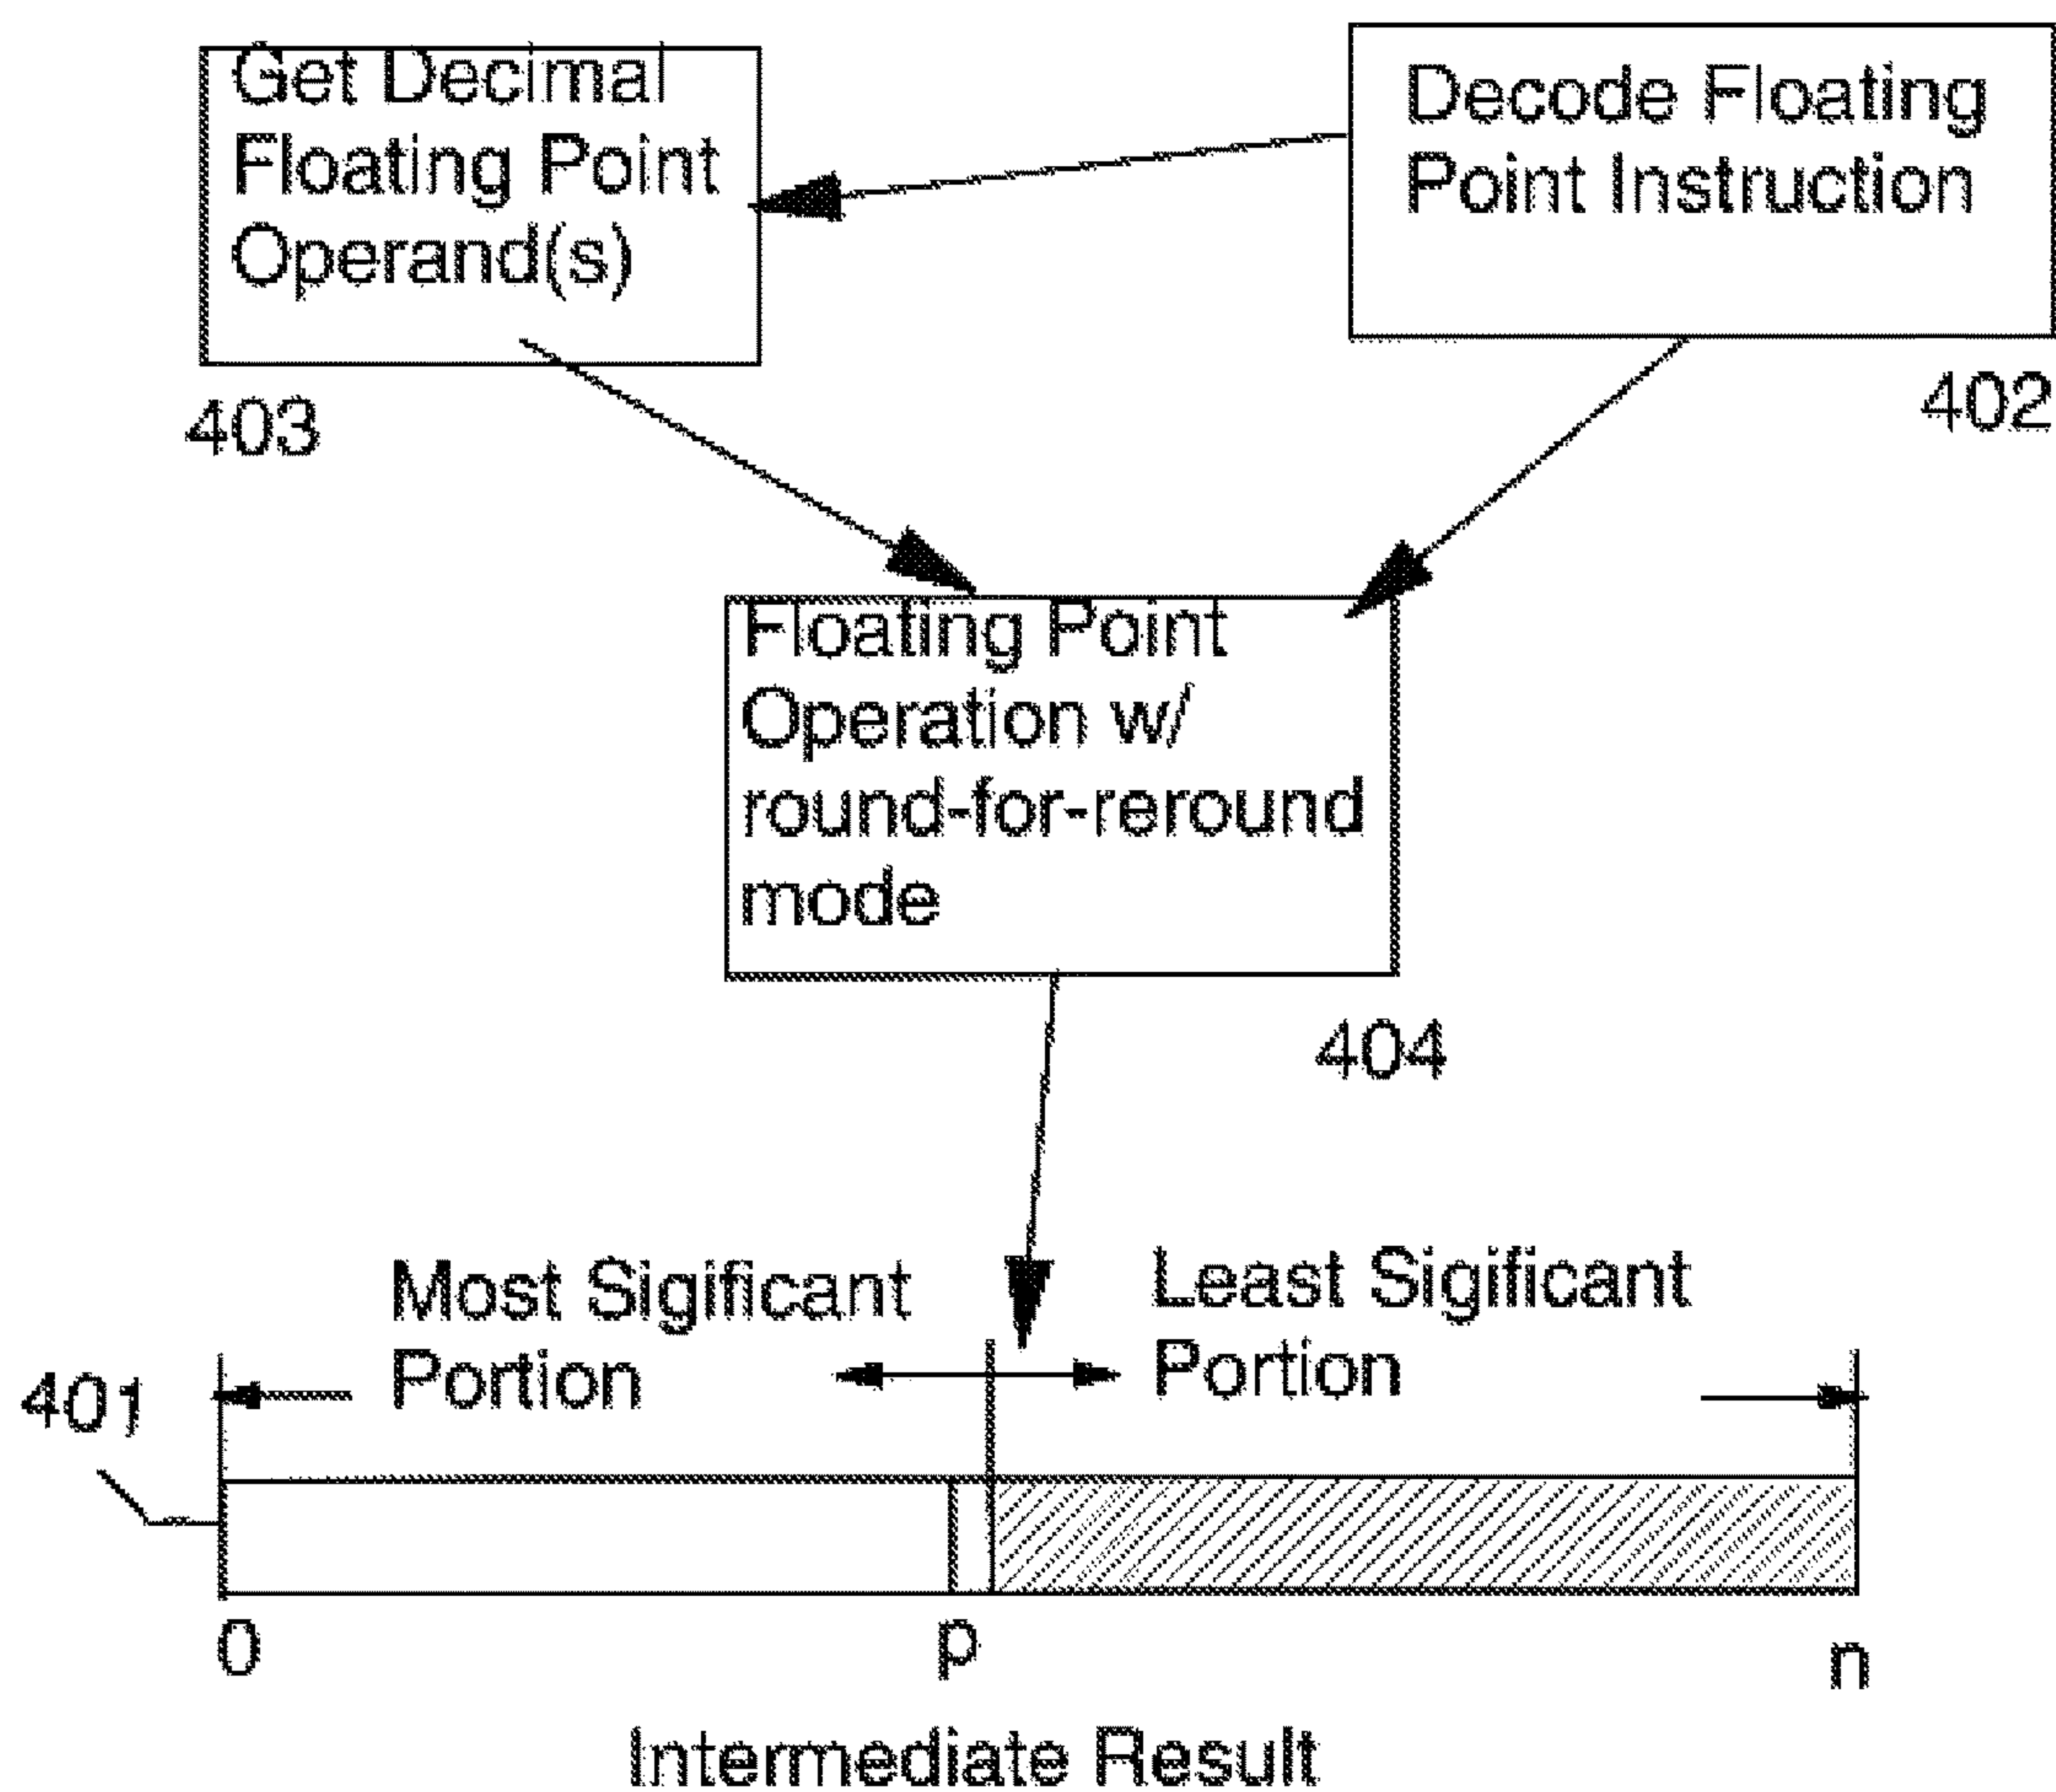 Get Decimal
Floating Point
Operand(s)
403
Decode Floating
Point Instruction
402
Floating Point
Operation w/
round-for-reround
mode
404
Most Sigificant
Portion
Least Sigificant
Portion
401
0
p
n
Intermediate Result